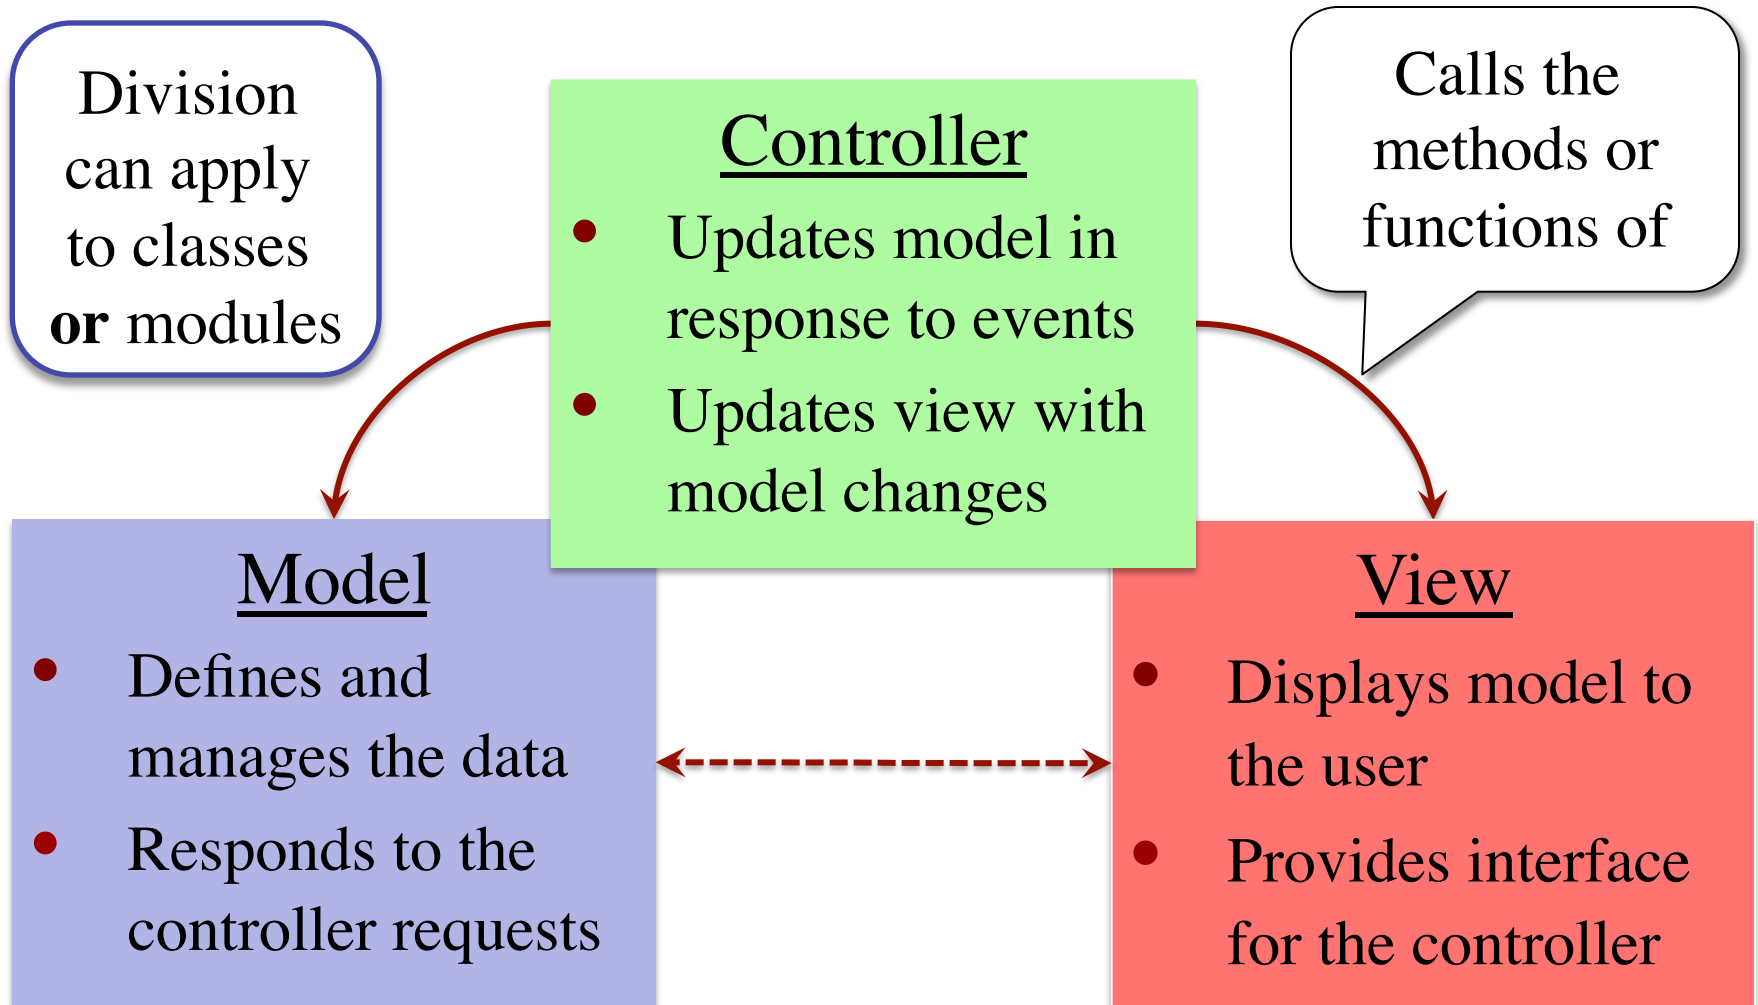 Division
can apply
to classes
or modules
Controller
• Updates model in
response to events
• Updates view with
model changes
Calls the
methods or
functions of
Model
• Defines and
manages the data
• Responds to the
controller requests
View
• Displays model to
the user
• Provides interface
for the controller